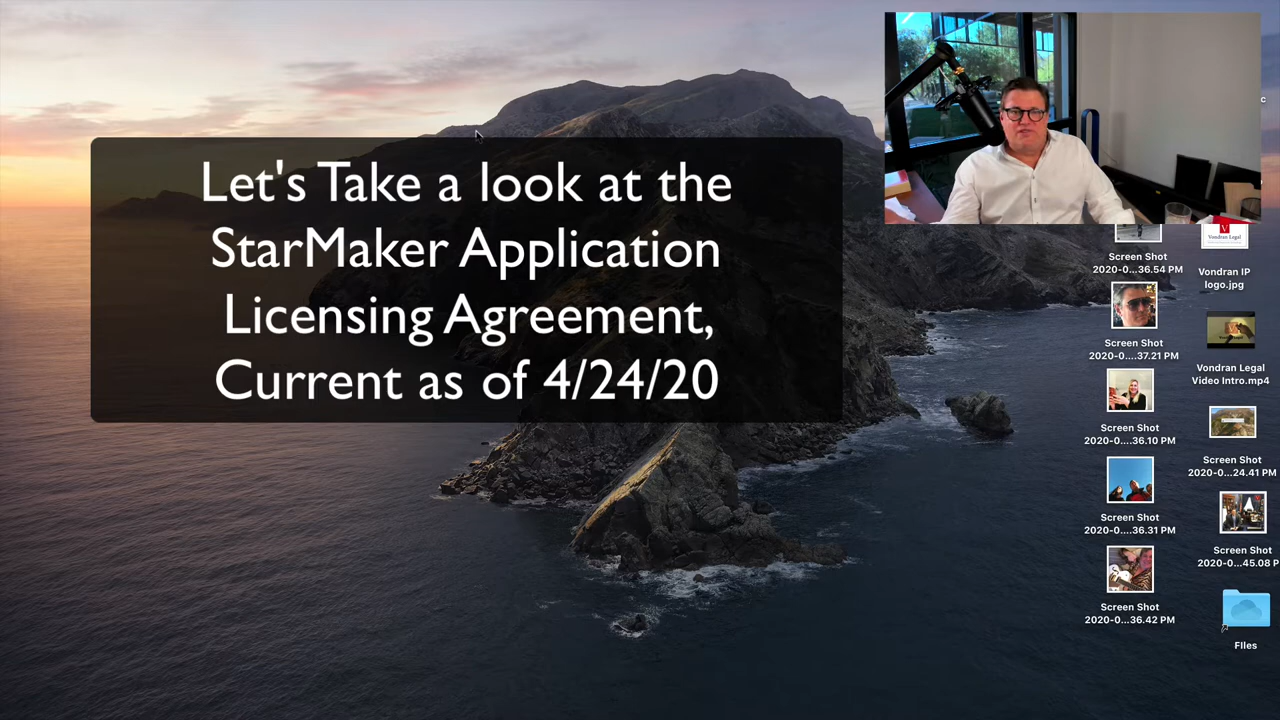 Let's Take a look at the
StarMaker Application
Licensing Agreement,
Current as of 4/24/20
c
Screen Shot
2020-0...36.54 PM
V
Vondran Legal
Vondran IP
logo.jpg
Screen Shot
2020-0....37.21 PM
Vondran Legal
Video Intro.mp4
Screen Shot
2020-0....36.10 PM
Screen Shot
2020-0...24.41 PM
Screen Shot
2020-0....36.31 PM
Screen Shot
2020-0...45.08 P
Screen Shot
2020-0...36.42 PM
FIles